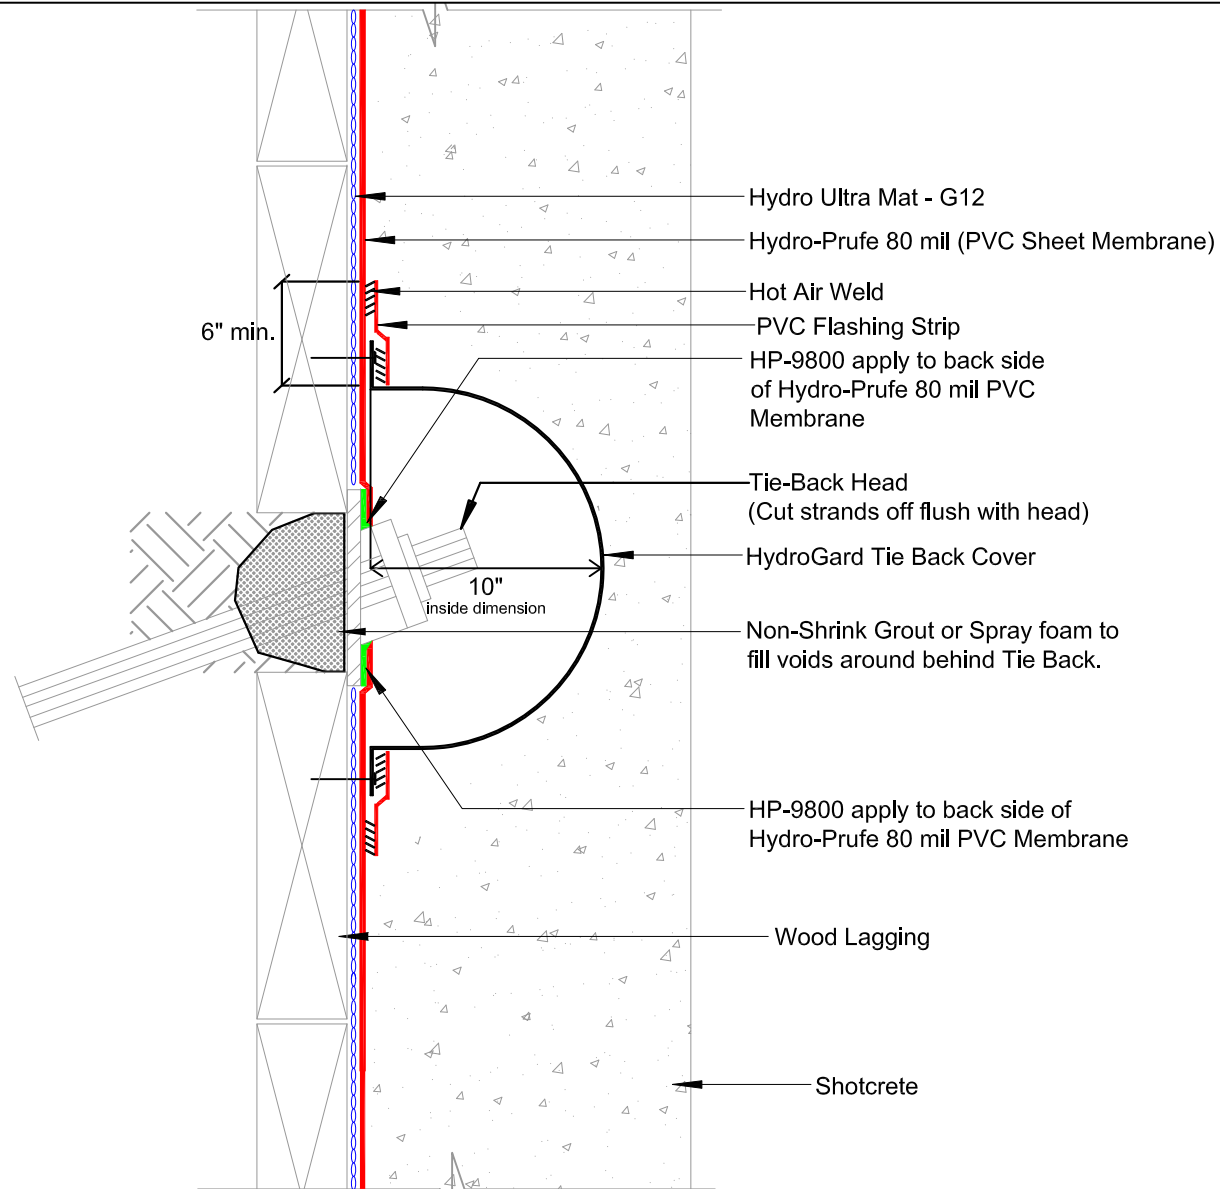 Hydro Ultra Mat - G12
Hydro-Prufe 80 mil (PVC Sheet Membrane)
Hot Air Weld
PVC Flashing Strip
6" min.
HP-9800 apply to back side
of Hydro-Prufe 80 mil PVC
Membrane
Tie-Back Head
(Cut strands off flush with head)
HydroGard Tie Back Cover
10"
inside dimension
Non-Shrink Grout or Spray foam to
fill voids around behind Tie Back.
HP-9800 apply to back side of
Hydro-Prufe 80 mil PVC Membrane
Wood Lagging
Shotcrete